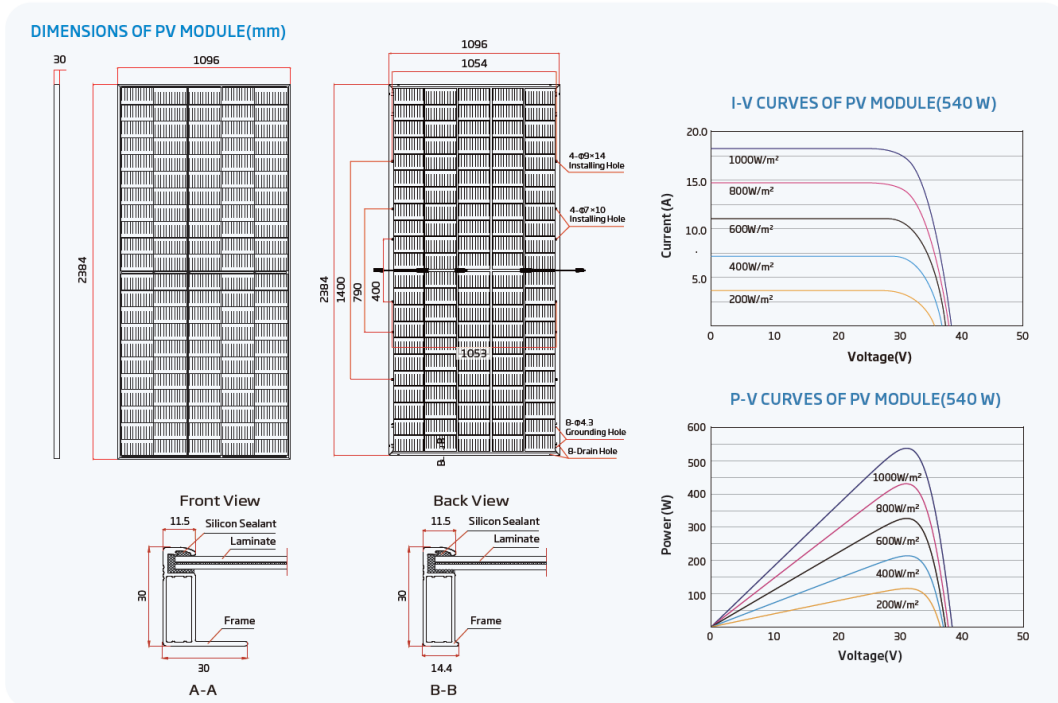 DIMENSIONS OF PV MODULE(mm)
30
1096
2384
Front View
1096
1054
2384
1400
790
400
1053
4-Φ9×14
Installing Hole
4-Φ7×10
Installing Hole
8-Φ4.3
Grounding Hole
8-Drain Hole
B
B
Back View
11.5
Silicon Sealant
Laminate
30
Frame
30
A-A
11.5
Silicon Sealant
Laminate
30
Frame
14.4
B-B
I-V CURVES OF PV MODULE(540 W)
Current (A)
20.0
15.0
10.0
5.0
1000W/m²
800W/m²
600W/m²
400W/m²
200W/m²
0 10 20 30 40 50
Voltage(V)
P-V CURVES OF PV MODULE(540 W)
Power (W)
600
500
400
300
200
100
1000W/m²
800W/m²
600W/m²
400W/m²
200W/m²
0 10 20 30 40 50
Voltage(V)